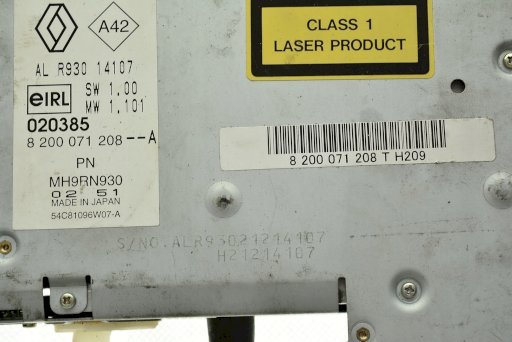 A42
AL R930 14107
eIRL
SW 1,00
MW 1,101
020385
8 200 071 208--A
PN
MH9RN930
02 51
MADE IN JAPAN
54C81096W07-A
CLASS 1
LASER PRODUCT
8 200 071 208 T H209
S/NO.ALR93021214107
H21214107